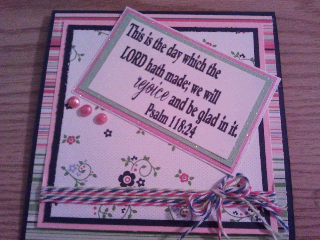 This is the day which the
LORD hath made; we will
rejoice and be glad in it.
Psalm 118:24